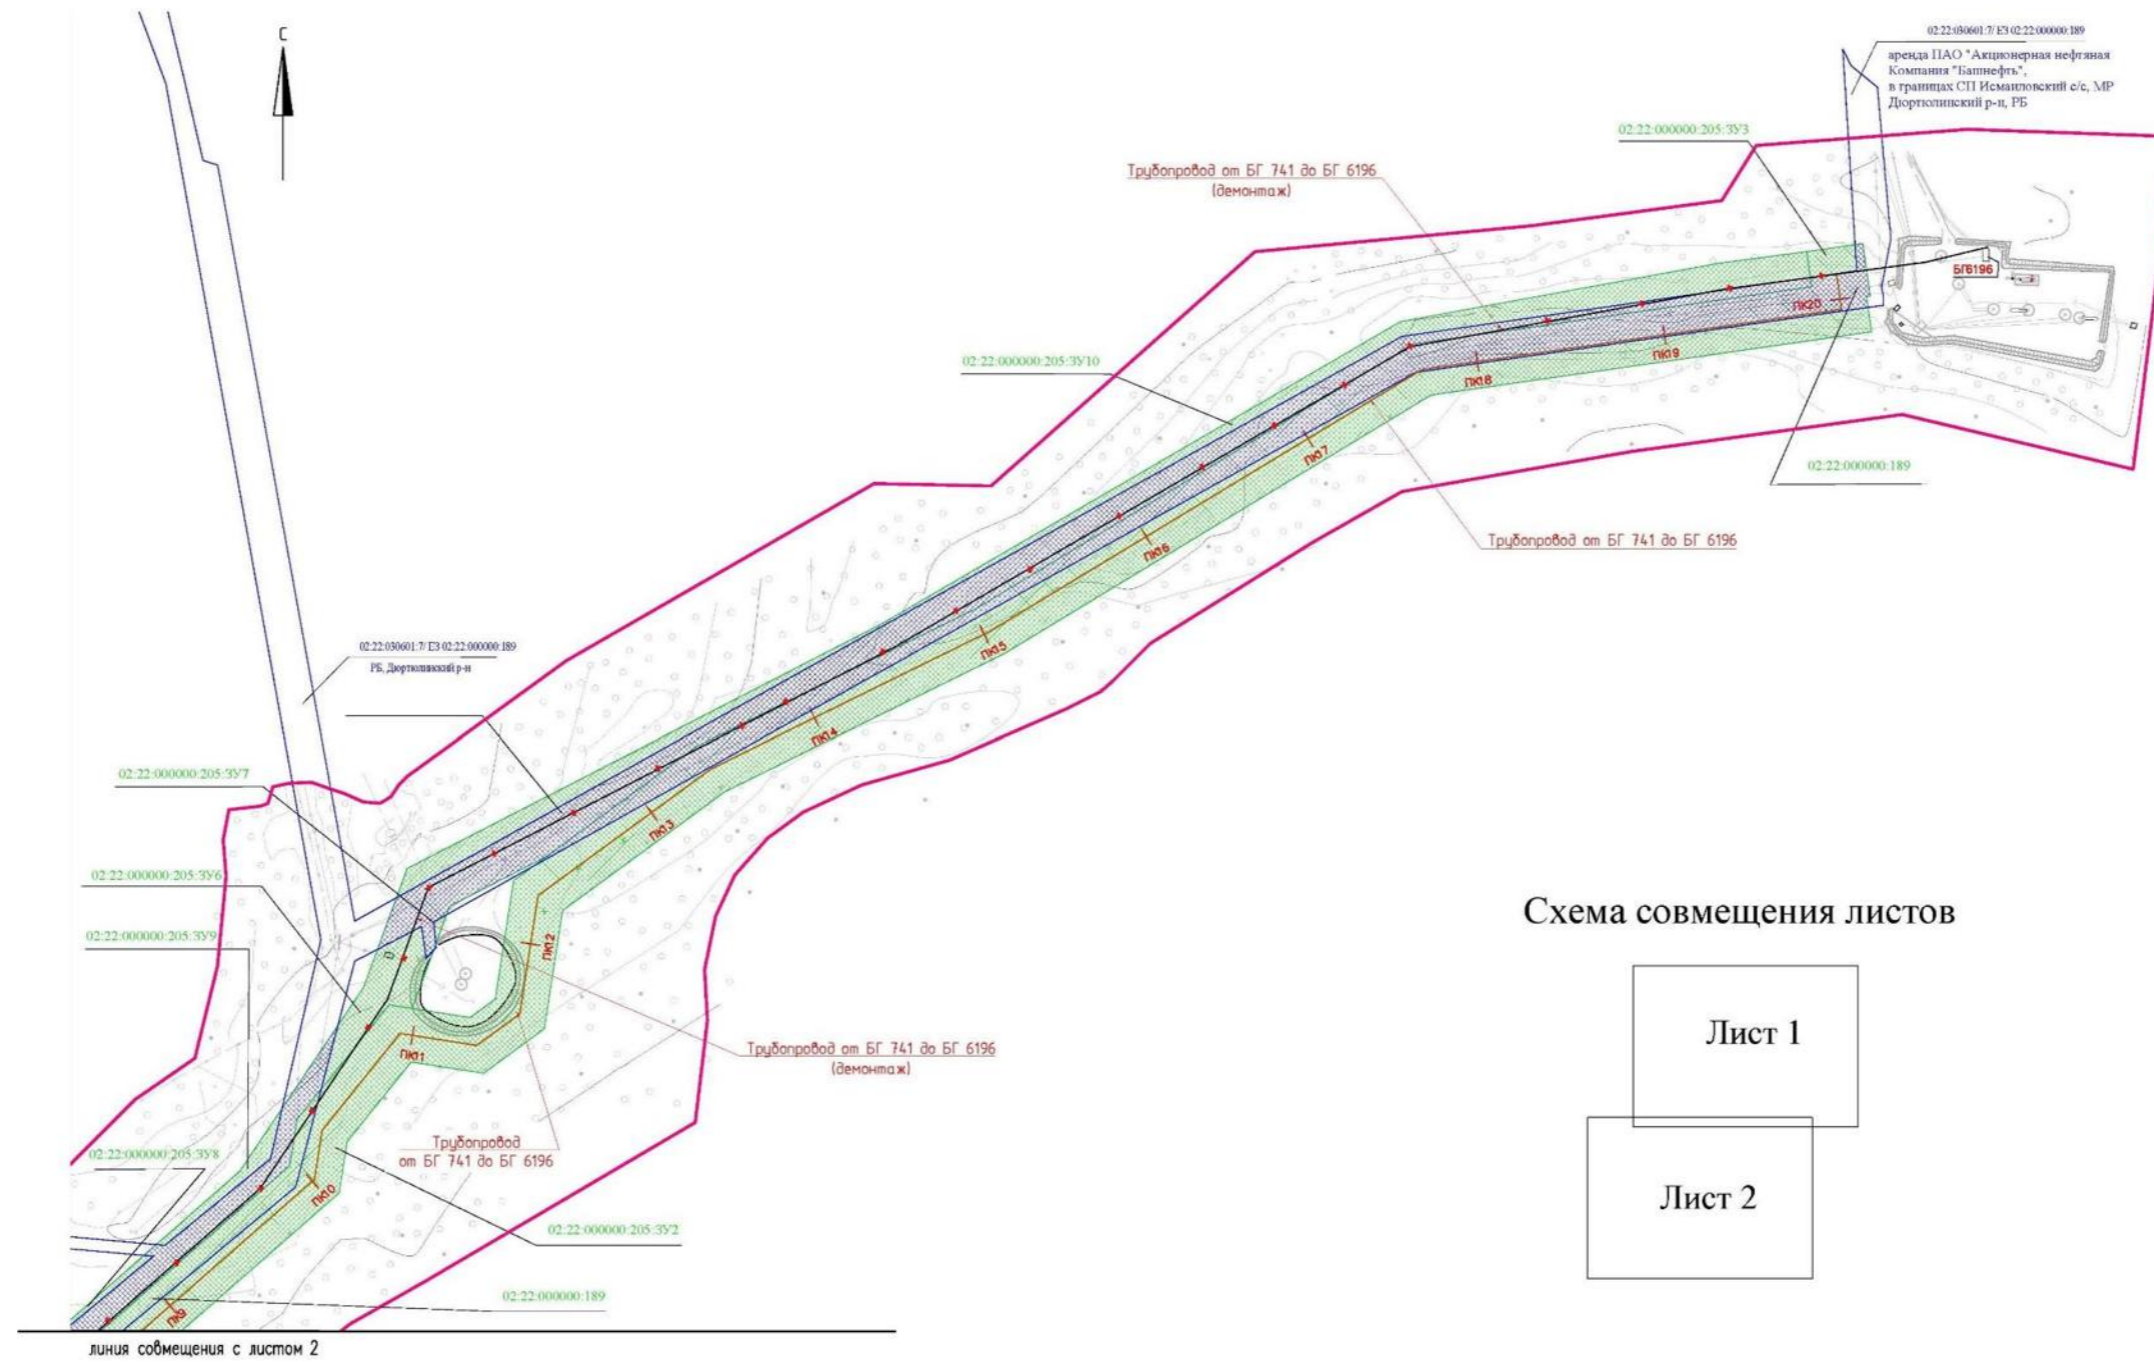 С
02:22:030601:7/ ЕЗ 02:22:000000:189
аренда ПАО "Акционерная нефтяная
Компания "Башнефть",
в границах СП Исмаиловский с/с, МР
Дюртюлинский р-н, РБ
02:22:000000:205:ЗУ3
Трубопровод от БГ 741 до БГ 6196
(демонтаж)
БГ6196
ПК20
ПК19
ПК18
02:22:000000:205:ЗУ10
ПК17
02:22:000000:189
Трубопровод от БГ 741 до БГ 6196
ПК16
ПК15
02:22:030601:7/ ЕЗ 02:22:000000:189
РБ, Дюртюлинский р-н
ПК14
02:22:000000:205:ЗУ7
ПК13
02:22:000000:205:ЗУ6
02:22:000000:205:ЗУ9
ПК12
Схема совмещения листов
Лист 1
Лист 2
ПК11
Трубопровод от БГ 741 до БГ 6196
(демонтаж)
Трубопровод
от БГ 741 до БГ 6196
02:22:000000:205:ЗУ8
ПК10
02:22:000000:205:ЗУ2
02:22:000000:189
ПК9
линия совмещения с листом 2